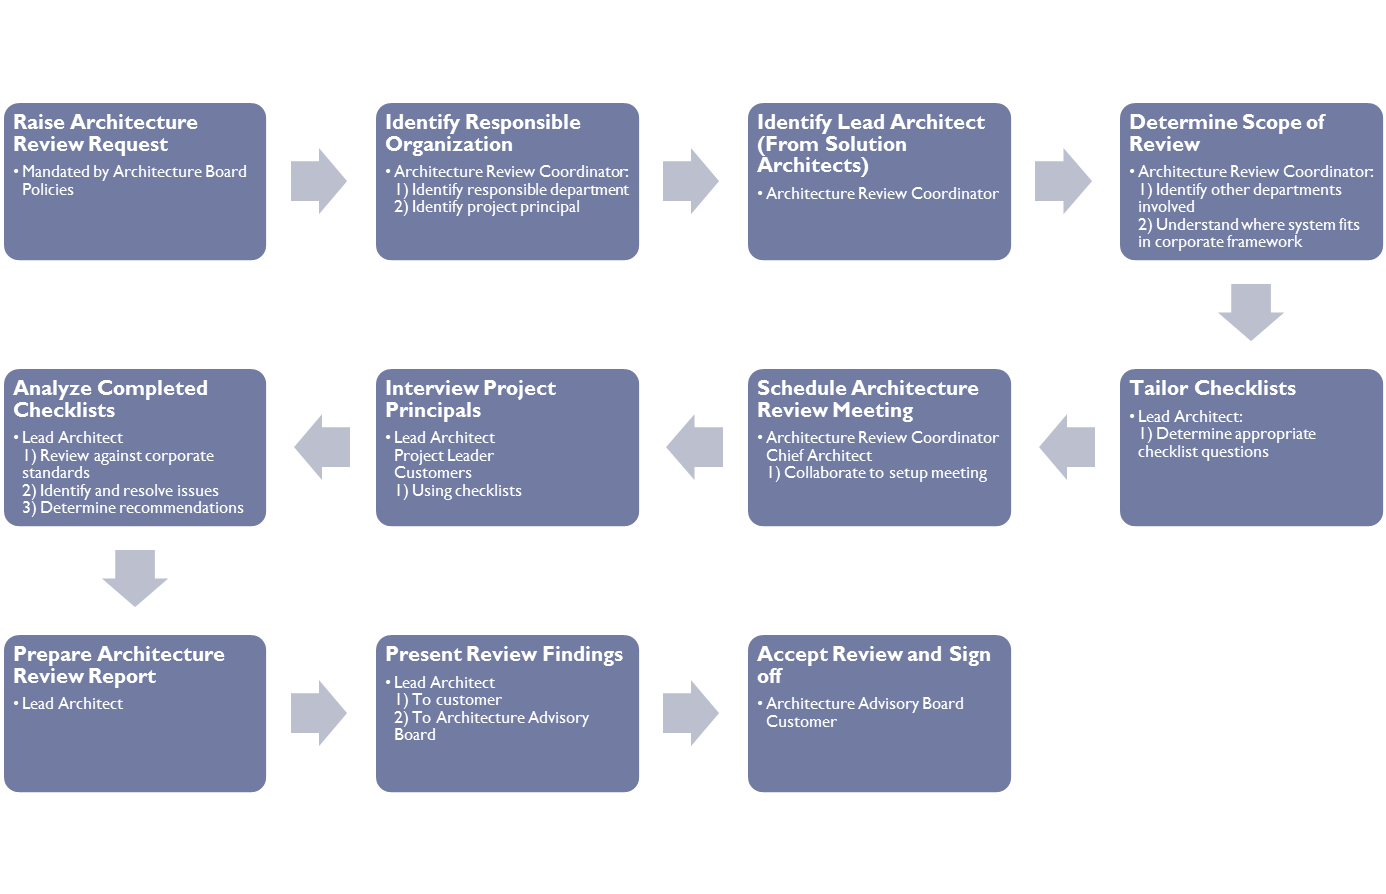 Raise Architecture
Review Request
• Mandated by Architecture Board
Policies
Identify Responsible
Organization
• Architecture Review Coordinator:
1) Identify responsible department
2) Identify project principal
Identify Lead Architect
(From Solution
Architects)
• Architecture Review Coordinator
Determine Scope of
Review
• Architecture Review Coordinator:
1) Identify other departments
involved
2) Understand where system fits
in corporate framework
Tailor Checklists
• Lead Architect:
1) Determine appropriate
checklist questions
Schedule Architecture
Review Meeting
• Architecture Review Coordinator
Chief Architect
1) Collaborate to setup meeting
Interview Project
Principals
• Lead Architect
Project Leader
Customers
1) Using checklists
Analyze Completed
Checklists
• Lead Architect
1) Review against corporate
standards
2) Identify and resolve issues
3) Determine recommendations
Prepare Architecture
Review Report
• Lead Architect
Present Review Findings
• Lead Architect
1) To customer
2) To Architecture Advisory
Board
Accept Review and Sign
off
• Architecture Advisory Board
Customer